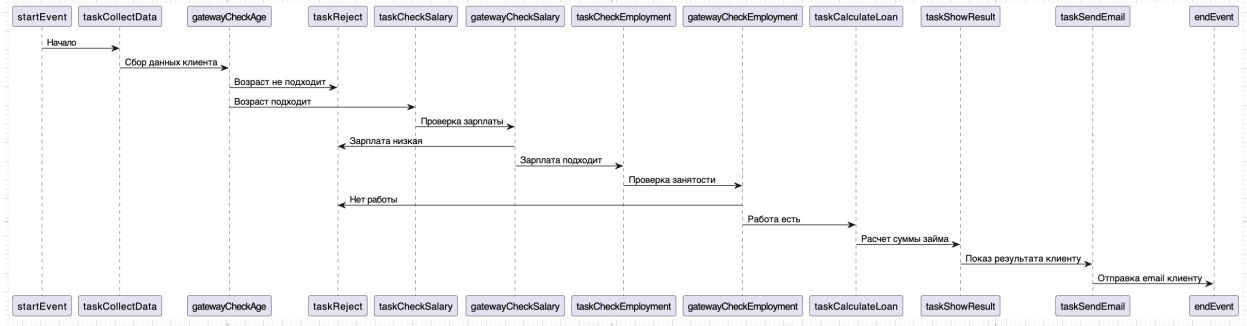 startEvent taskCollectData gatewayCheckAge taskReject taskCheckSalary gatewayCheckSalary taskCheckEmployment gatewayCheckEmployment taskCalculateLoan taskShowResult taskSendEmail endEvent
Начало
Сбор данных клиента
Возраст не подходит
Возраст подходит
Проверка зарплаты
Зарплата низкая
Зарплата подходит
Проверка занятости
Нет работы
Работа есть
Расчет суммы займа
Показ результата клиенту
Отправка email клиенту
startEvent taskCollectData gatewayCheckAge taskReject taskCheckSalary gatewayCheckSalary taskCheckEmployment gatewayCheckEmployment taskCalculateLoan taskShowResult taskSendEmail endEvent